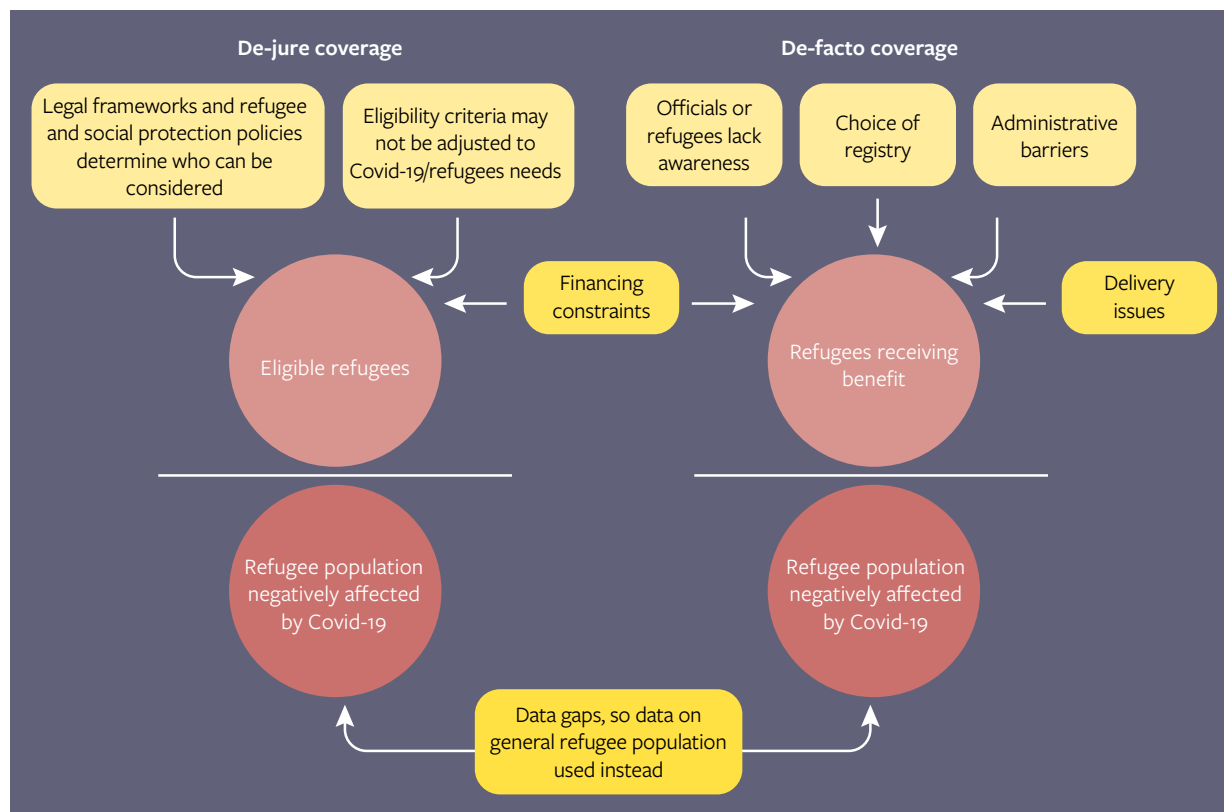 De-jure coverage
De-facto coverage
Legal frameworks and refugee
and social protection policies
determine who can be
considered
Eligibility criteria may
not be adjusted to
Covid-19/refugees needs
Officials or
refugees lack
awareness
Choice of
registry
Administrative
barriers
Financing
constraints
Delivery
issues
Eligible refugees
Refugees receiving
benefit
Refugee population
negatively affected
by Covid-19
Refugee population
negatively affected
by Covid-19
Data gaps, so data on
general refugee population
used instead